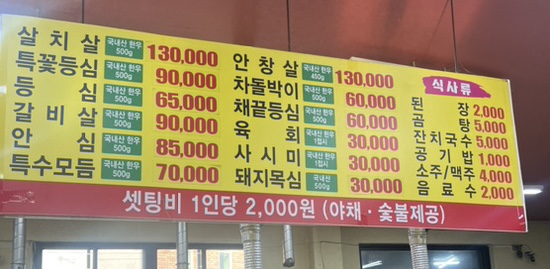 살치살 국내산 한우 500g 130,000
특꽃등심 국내산 한우 500g 90,000
등심 국내산 한우 500g 65,000
갈비살 국내산 한우 500g 90,000
안심 국내산 한우 500g 85,000
특수모듬 국내산 한우 500g 70,000
안창살 국내산 한우 450g 130,000
차돌박이 국내산 한우 500g 60,000
채끝등심 국내산 한우 500g 60,000
육회 국내산 한우 1접시 30,000
사시미 국내산 한우 1접시 30,000
돼지목심 국내산 500g 30,000
식사류
된장 2,000
곰탕 5,000
잔치국수 5,000
공기밥 1,000
소주/맥주 4,000
음료수 2,000
셋팅비 1인당 2,000원 (야채·숯불제공)